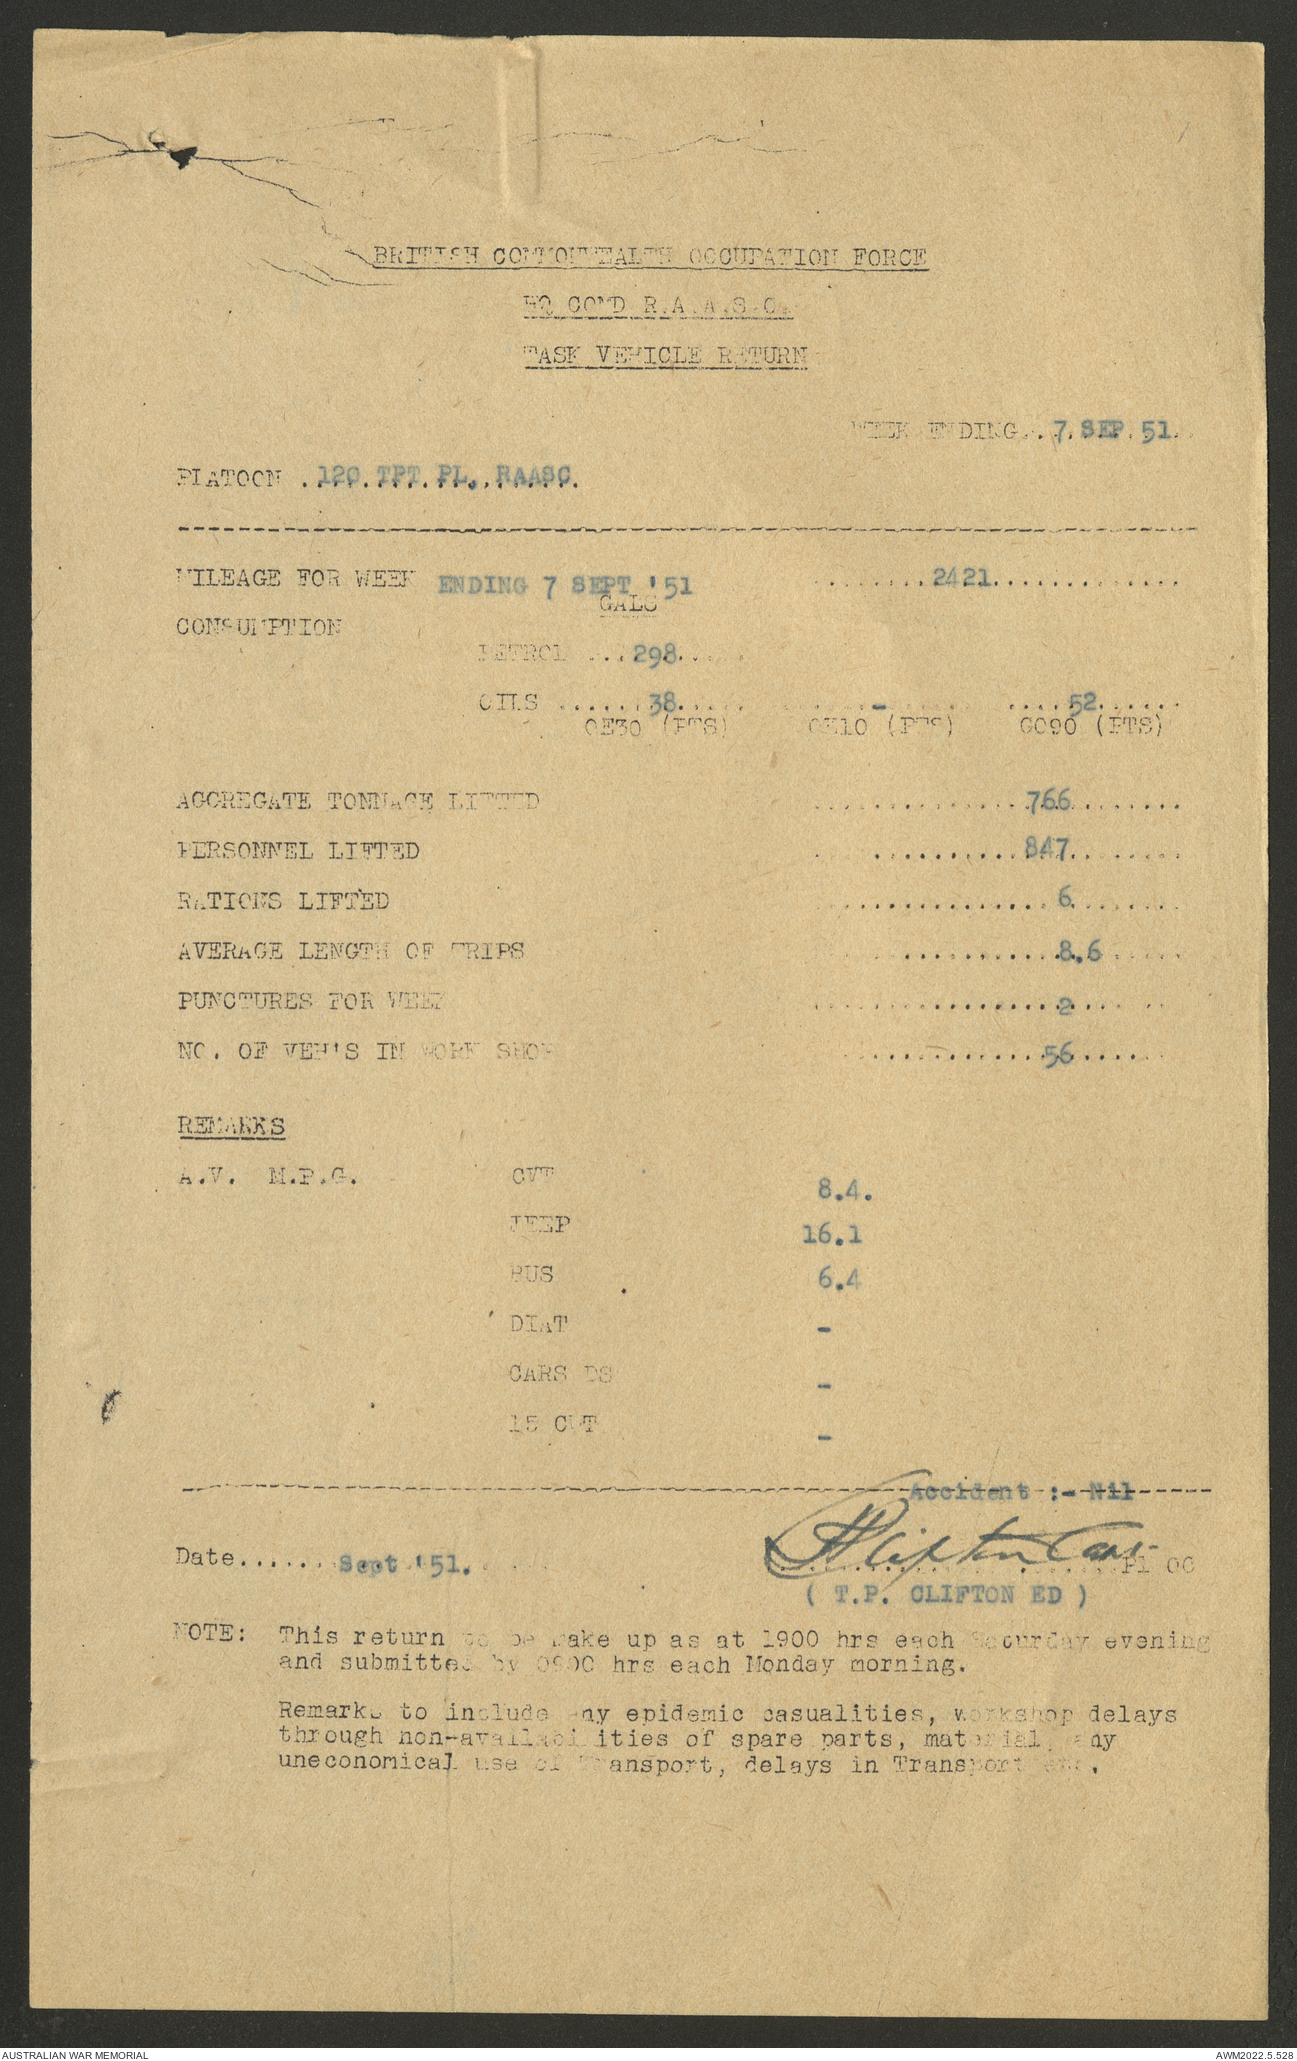 BRITISH COMMONWEALTH OCCUPATION FORCE
HQ COMD R.A.A.S.C.
TASK VEHICLE RETURN
WEEK ENDING...7.SEP.51..
PLATOON .120.TPT.PL., RAASC.
MILEAGE FOR WEEK ENDING 7 SEPT '51 ........2421.............
GALS
CONSUMPTION
PETROL ...298.....
OILS ......38...... ......-...... ....52......
OE30 (PTS) OE10 (PTS) GO90 (PTS)
AGGREGATE TONNAGE LIFTED ..............766........
PERSONNEL LIFTED ..........847........
RATIONS LIFTED ...............6........
AVERAGE LENGTH OF TRIPS ............8.6......
PUNCTURES FOR WEEK ................2......
NO. OF VEH'S IN WORK SHOP .............56......
REMARKS
A.V. M.P.G. CWT 8.4.
JEEP 16.1
BUS 6.4
DIAT -
CARS DS -
15 CWT -
Accident :- Nil
Date.......Sept '51.....
........................Pl OC
( T.P. CLIFTON ED )
NOTE: This return to be make up as at 1900 hrs each Saturday evening
and submitted by 0900 hrs each Monday morning.
Remarks to include any epidemic casualities, workshop delays
through non-availabilities of spare parts, material, any
uneconomical use of Transport, delays in Transport etc.
AUSTRALIAN WAR MEMORIAL
AWM2022.5.528